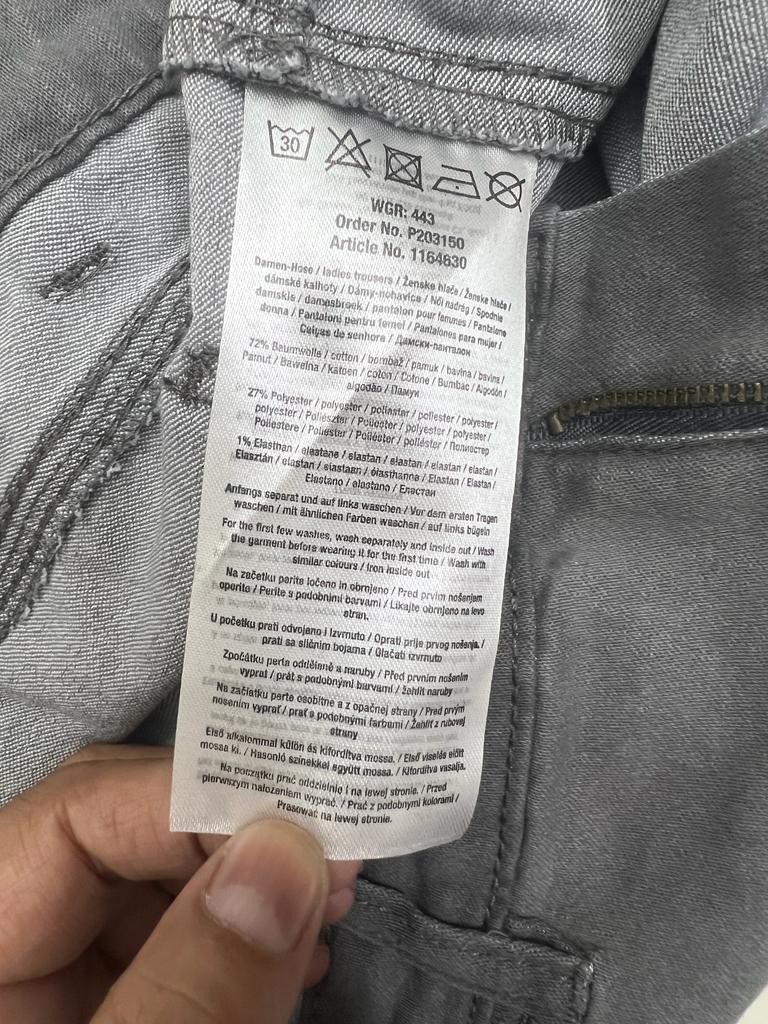 30
WGR: 443
Order No. P203150
Article No. 1164630
Damen-Hose / ladies trousers / Ženske hlače / Ženske hlače /
dámské kalhoty / Dámy-nohavice / Női nadrág / Spodnie
damskie / damesbroek / pantalon pour femmes / Pantalone
donna / Pantaloni pentru femei / Pantalones para mujer /
Calças de senhora / Дамски-панталон
72% Baumwolle / cotton / bombaž / pamuk / bavlna / bavlna /
Pamut / Bawełna / katoen / coton / Cotone / Bumbac / Algodón /
algodão / Памук
27% Polyester / polyester / poliester / poliester / polyester /
polyester / Poliészter / Poliester / polyester / polyester /
Poliestere / Poliester / Poliéster / poliéster / Полиестер
1% Elasthan / elastane / elastan / elastan / elastan / elastan /
Elasztán / elastan / elastaan / élasthanne / Elastan / Elastan /
Elastano / elastano / Еластан
Anfangs separat und auf links waschen / Vor dem ersten Tragen
waschen / mit ähnlichen Farben waschen / auf links bügeln
For the first few washes, wash separately and inside out / Wash
the garment before wearing it for the first time / Wash with
similar colours / Iron inside out
Na začetku perite ločeno in obrnjeno / Pred prvim nošenjem
operite / Perite s podobnimi barvami / Likajte obrnjeno na levo
stran.
U početku prati odvojeno i izvrnuto / Oprati prije prvog nošenja. /
prati sa sličnim bojama / Glačati izvrnuto
Zpočátku perte odděleně a naruby / Před prvním nošením
vyprat / prát s podobnými barvami / žehlit naruby
Na začiatku perte osobitne a z opačnej strany / Pred prvým
nosením vyprať / prať s podobnými farbami / Žehliť z rubovej
strany
Első alkalommal külön és kifordítva mossa. / Első viselés előtt
mossa ki. / Hasonló színekkel együtt mossa. / Kifordítva vasalja.
Na początku prać oddzielnie i na lewej stronie. / Przed
pierwszym nałożeniem wyprać. / Prać z podobnymi kolorami /
Prasować na lewej stronie.